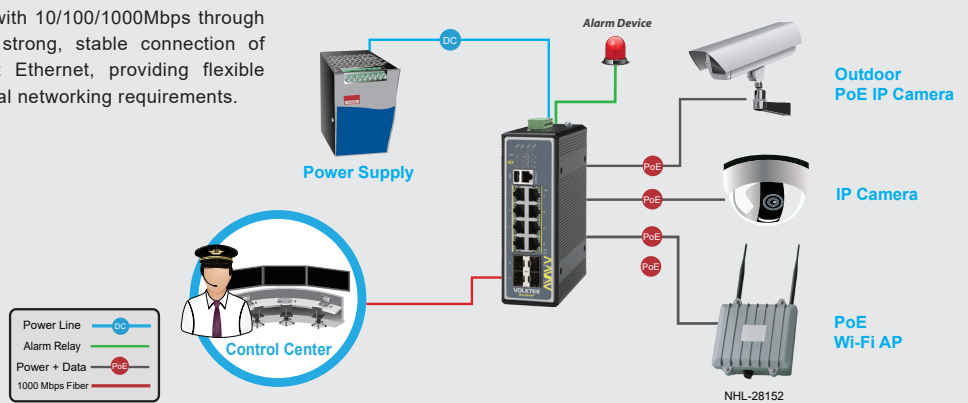 with 10/100/1000Mbps through
strong, stable connection of
Ethernet, providing flexible
al networking requirements.
DC
Alarm Device
Power Supply
Outdoor
PoE IP Camera
PoE
PoE
IP Camera
PoE
PoE
VOLKTEK
Control Center
PoE
Wi-Fi AP
NHL-28152
Power Line DC
Alarm Relay
Power + Data PoE
1000 Mbps Fiber